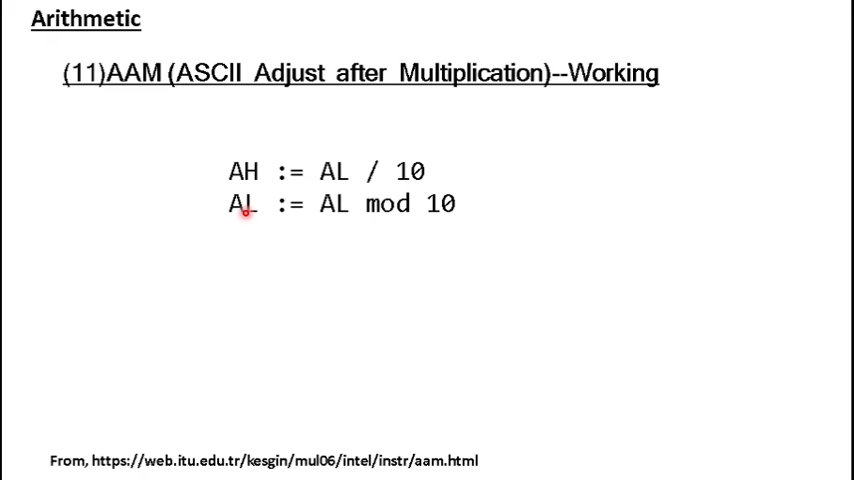 Arithmetic
(11)AAM (ASCII Adjust after Multiplication)--Working
AH := AL / 10
AL := AL mod 10
From, https://web.itu.edu.tr/kesgin/mul06/intel/instr/aam.html